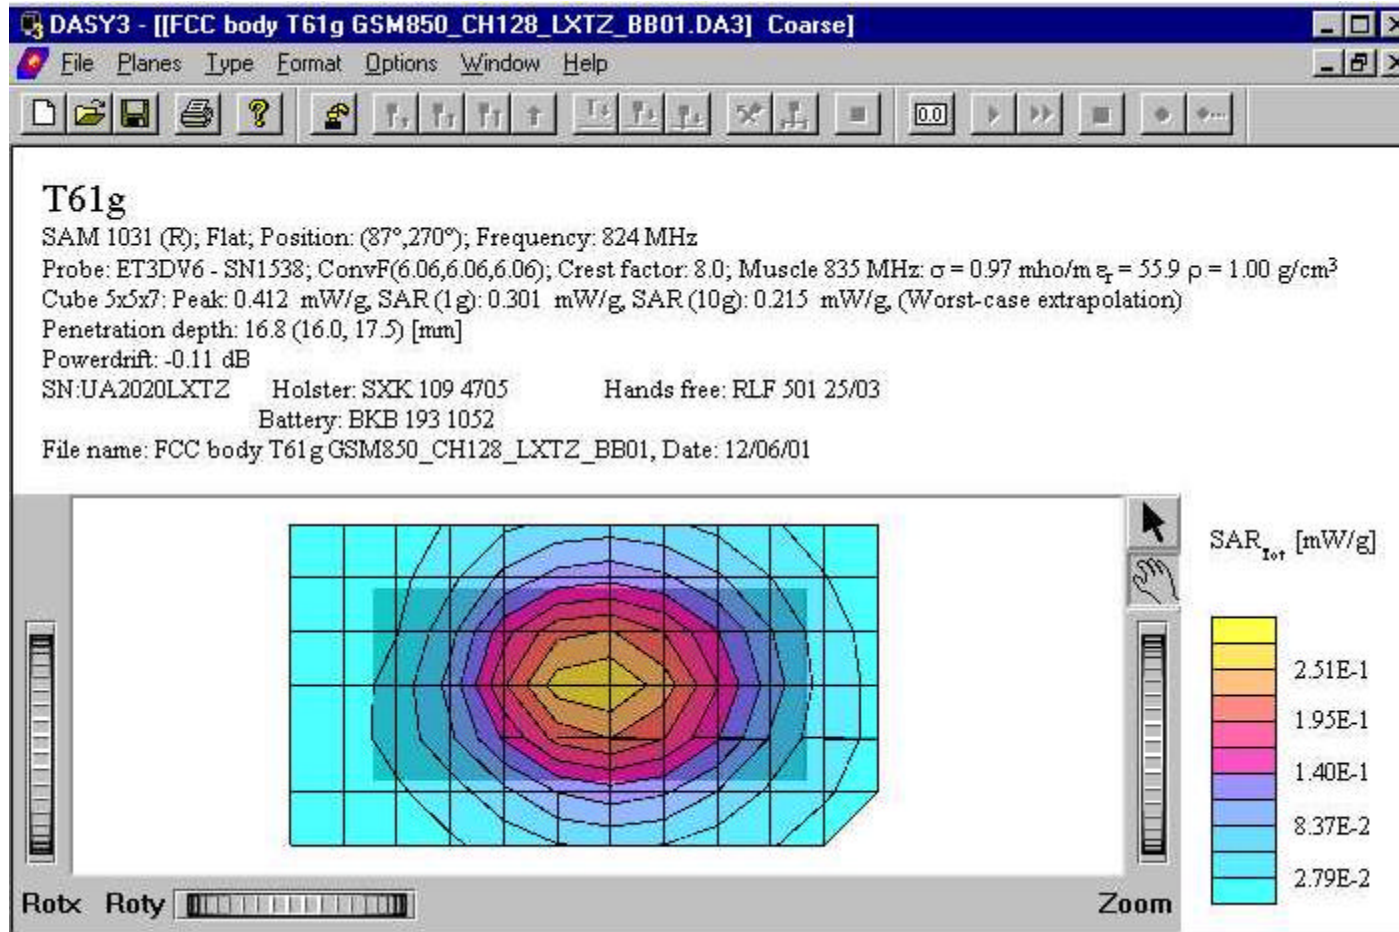 DASY3 - [[FCC body T61g GSM850_CH128_LXTZ_BB01.DA3] Coarse]
File Planes Type Format Options Window Help
0.0
T61g
SAM 1031 (R); Flat; Position: (87°,270°); Frequency: 824 MHz
Probe: ET3DV6 - SN1538; ConvF(6.06,6.06,6.06); Crest factor: 8.0; Muscle 835 MHz: σ = 0.97 mho/m εr = 55.9 ρ = 1.00 g/cm³
Cube 5x5x7: Peak: 0.412 mW/g, SAR (1g): 0.301 mW/g, SAR (10g): 0.215 mW/g, (Worst-case extrapolation)
Penetration depth: 16.8 (16.0, 17.5) [mm]
Powerdrift: -0.11 dB
SN:UA2020LXTZ Holster: SXK 109 4705 Hands free: RLF 501 25/03
Battery: BKB 193 1052
File name: FCC body T61g GSM850_CH128_LXTZ_BB01, Date: 12/06/01
SARTot [mW/g]
2.51E-1
1.95E-1
1.40E-1
8.37E-2
2.79E-2
Rotx Roty Zoom